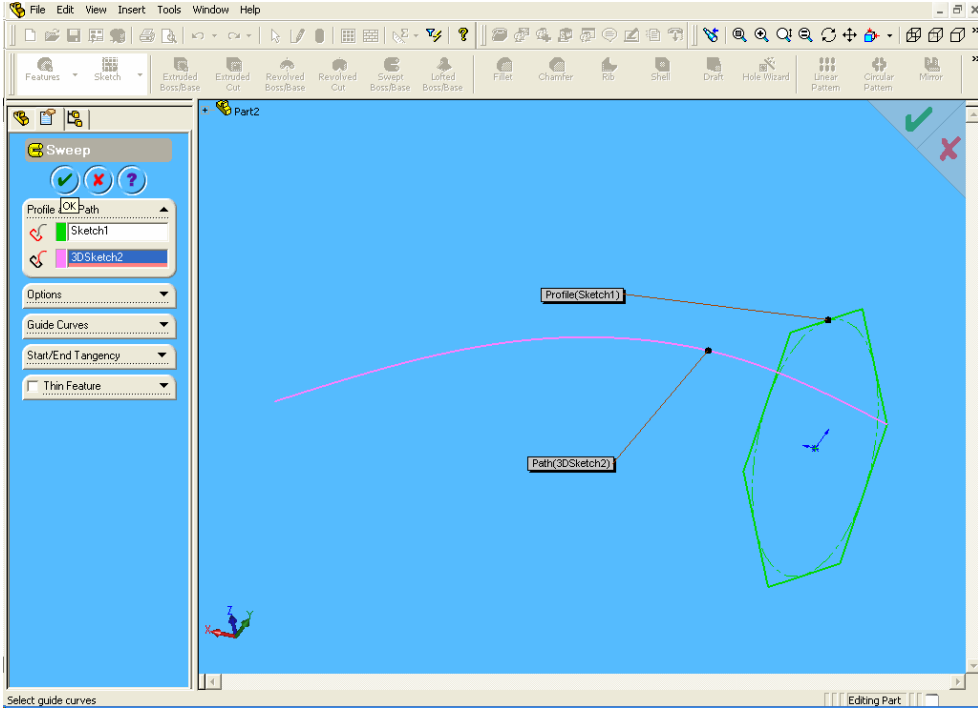 File Edit View Insert Tools Window Help
Features Sketch Extruded Boss/Base Extruded Cut Revolved Boss/Base Revolved Cut Swept Boss/Base Lofted Boss/Base Fillet Chamfer Rib Shell Draft Hole Wizard Linear Pattern Circular Pattern Mirror
Part2
Sweep
OK
Profile a Path
Sketch1
3DSketch2
Options
Guide Curves
Start/End Tangency
Thin Feature
Profile(Sketch1)
Path(3DSketch2)
Z
Y
X
Select guide curves
Editing Part